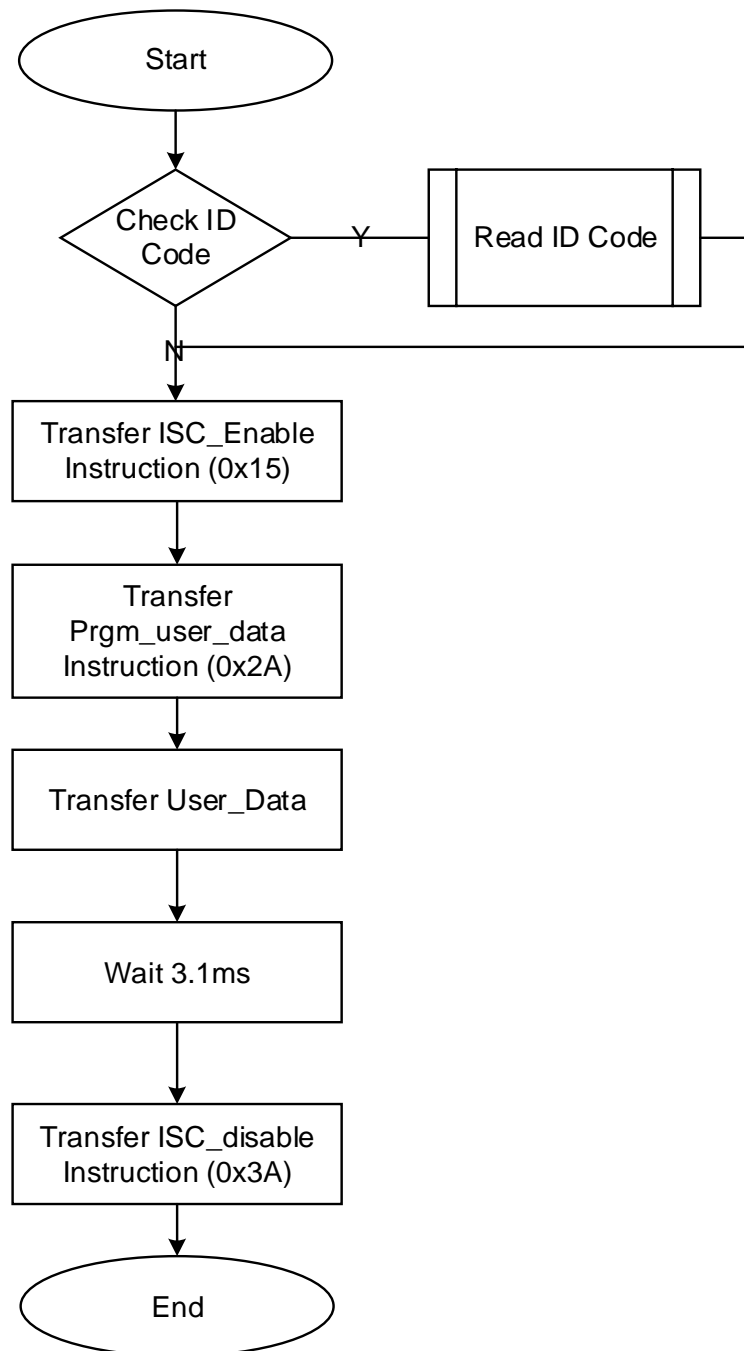 Start
Check ID
Code
Y
Read ID Code
N
Transfer ISC_Enable
Instruction (0x15)
Transfer
Prgm_user_data
Instruction (0x2A)
Transfer User_Data
Wait 3.1ms
Transfer ISC_disable
Instruction (0x3A)
End